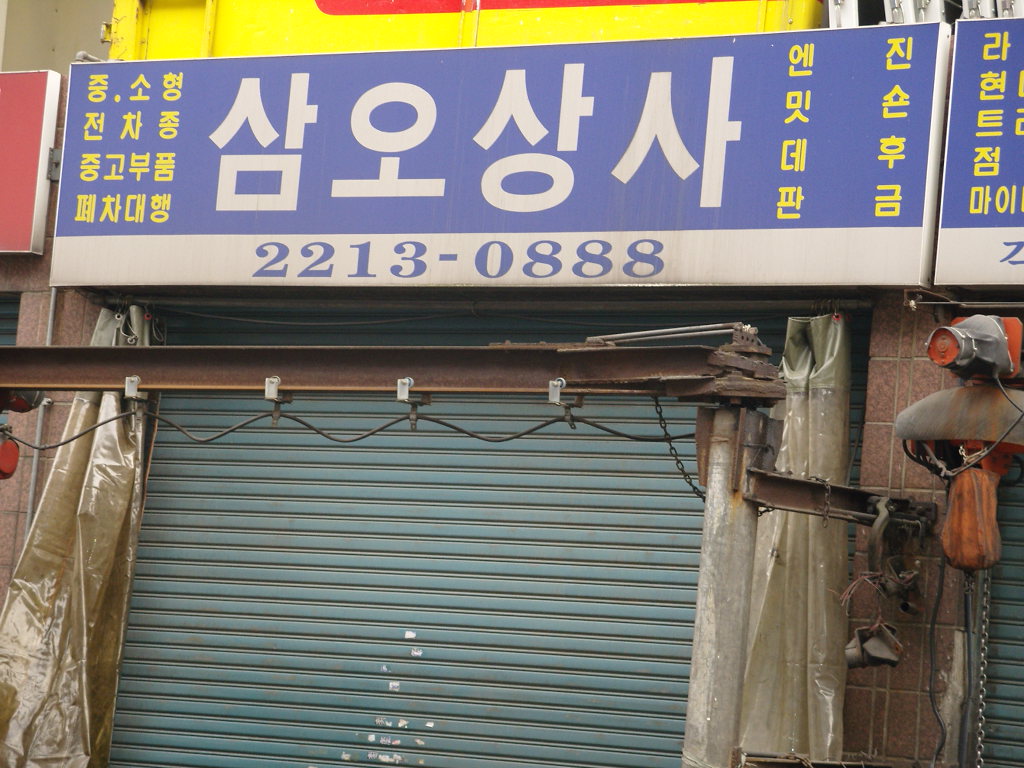 중.소형
전차종
중고부품
폐차대행
삼오상사
엔진
밋숀
데후
판금
2213-0888
라
현
트
점
마이